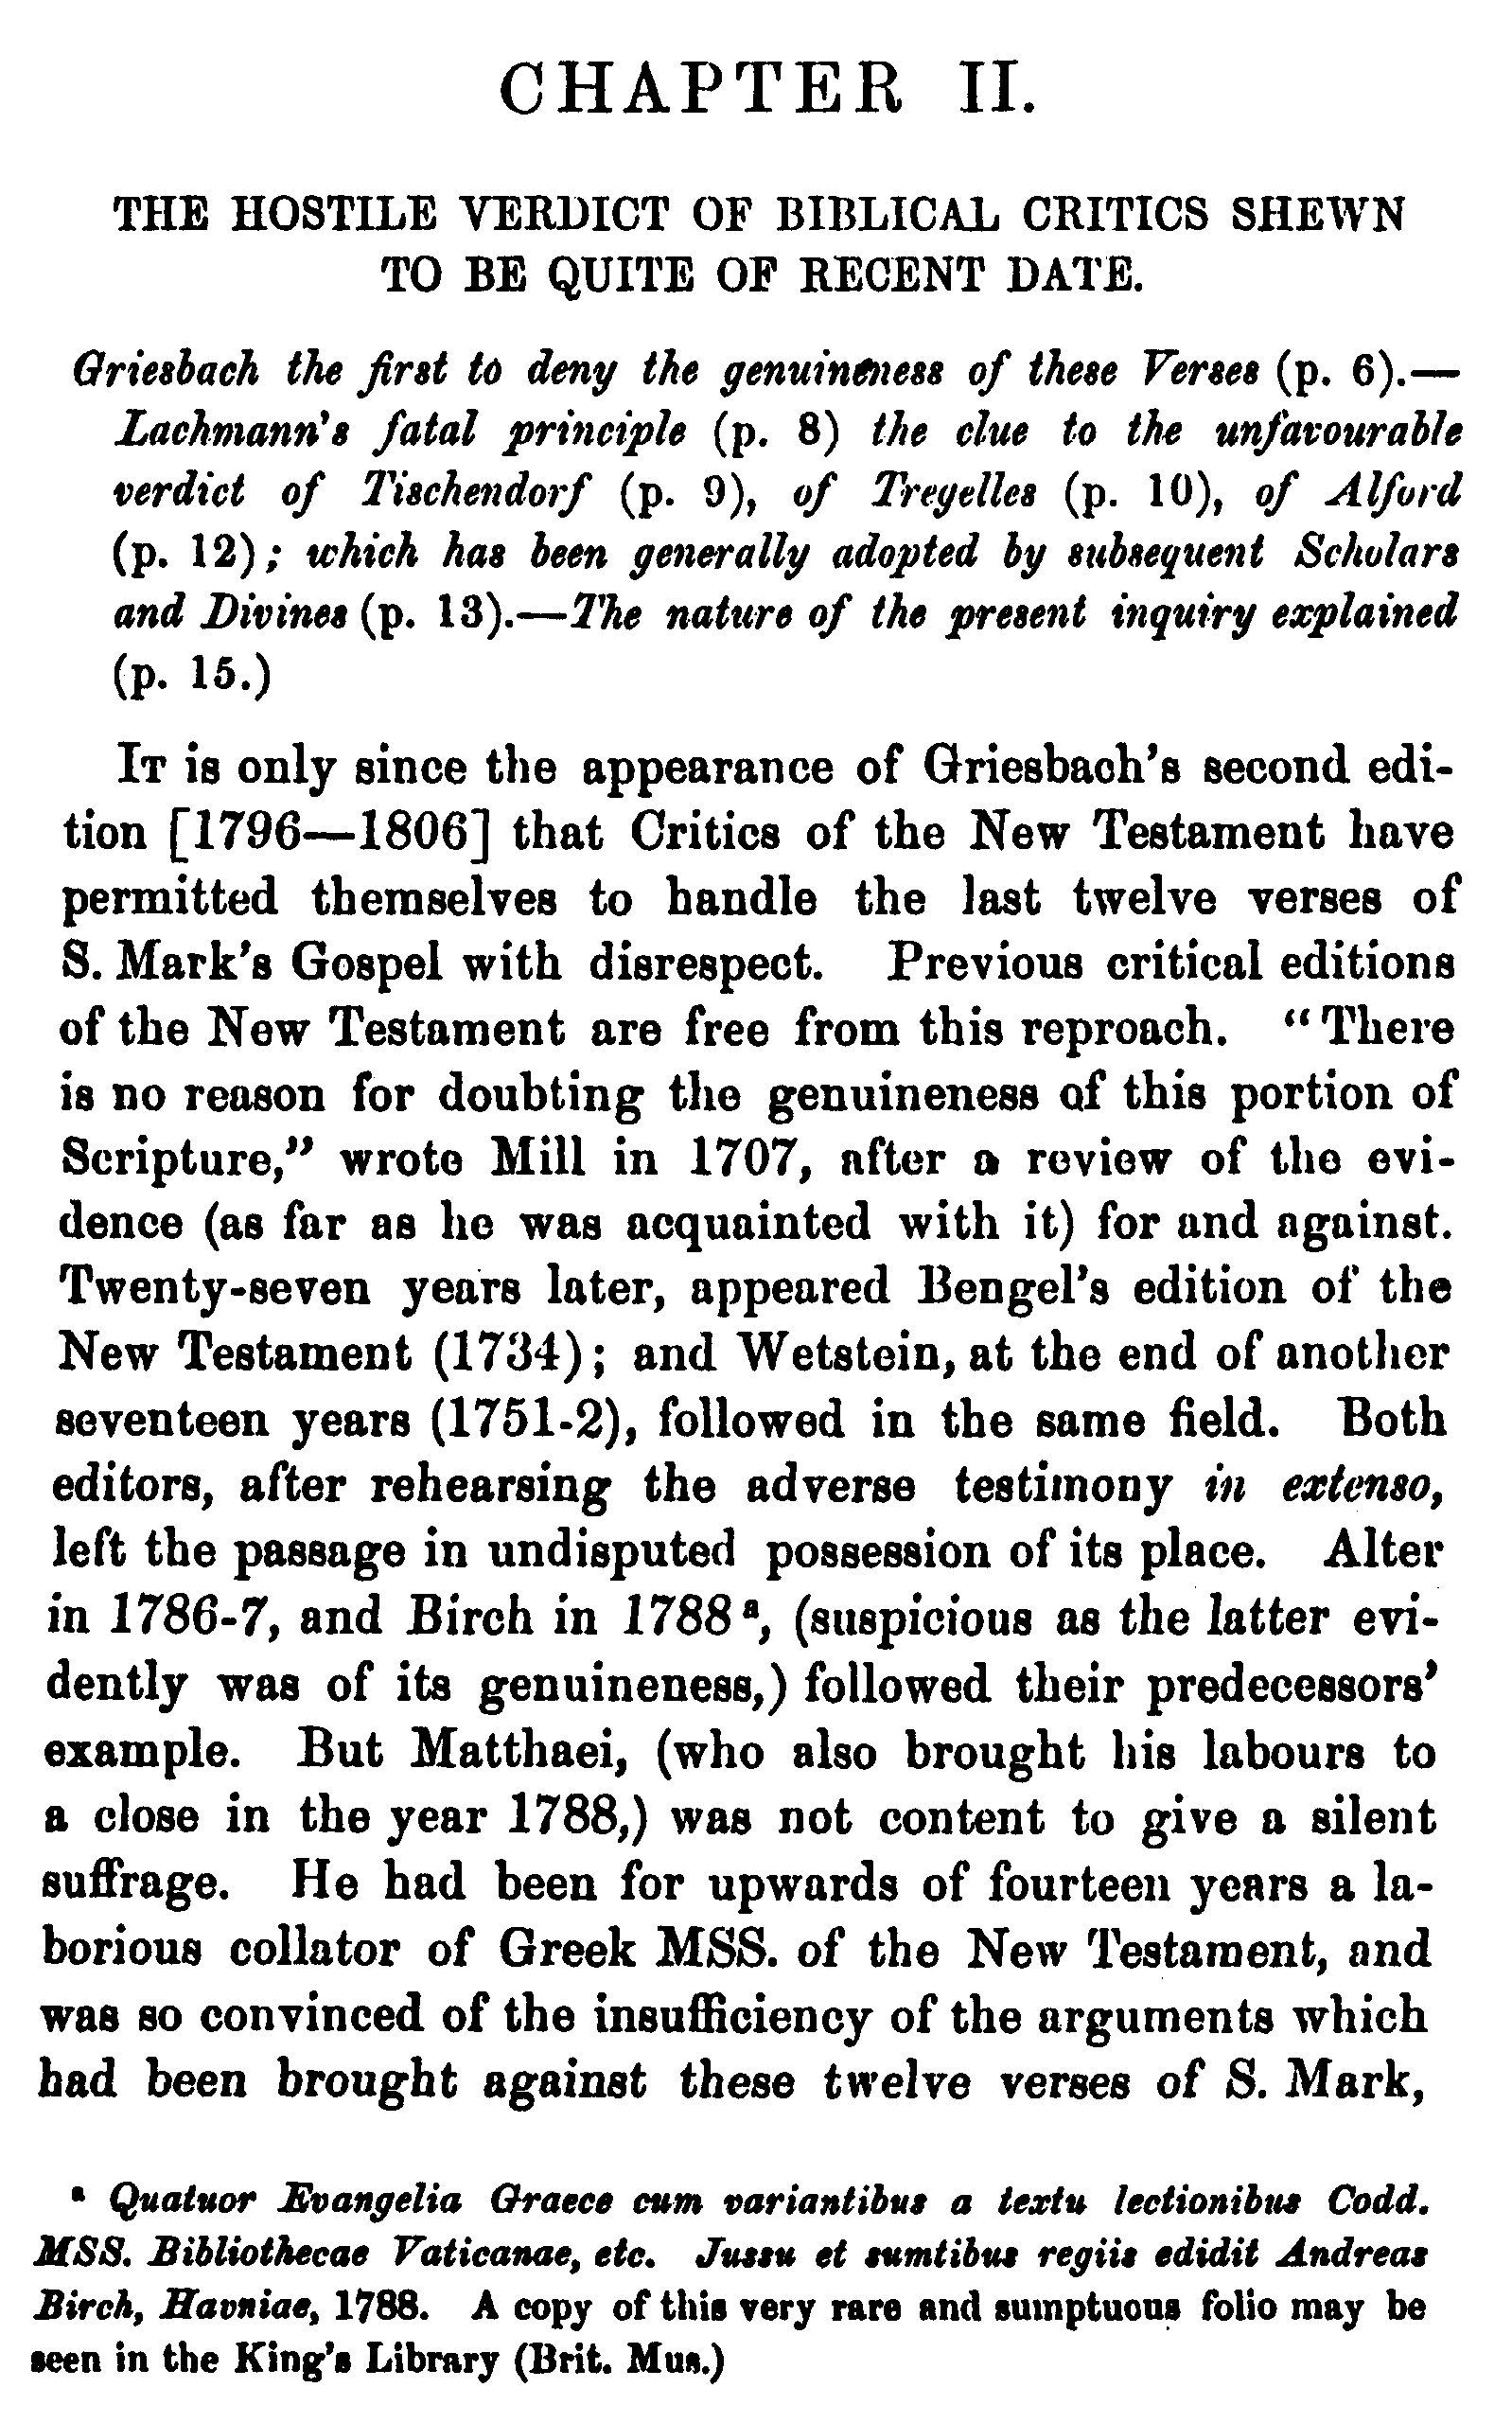 CHAPTER II.
THE HOSTILE VERDICT OF BIBLICAL CRITICS SHEWN
TO BE QUITE OF RECENT DATE.
Griesbach the first to deny the genuineness of these Verses (p. 6).—
Lachmann's fatal principle (p. 8) the clue to the unfavourable
verdict of Tischendorf (p. 9), of Tregelles (p. 10), of Alford
(p. 12); which has been generally adopted by subsequent Scholars
and Divines (p. 13).—The nature of the present inquiry explained
(p. 15.)
IT is only since the appearance of Griesbach's second edi-
tion [1796—1806] that Critics of the New Testament have
permitted themselves to handle the last twelve verses of
S. Mark's Gospel with disrespect. Previous critical editions
of the New Testament are free from this reproach. "There
is no reason for doubting the genuineness of this portion of
Scripture," wrote Mill in 1707, after a review of the evi-
dence (as far as he was acquainted with it) for and against.
Twenty-seven years later, appeared Bengel's edition of the
New Testament (1734); and Wetstein, at the end of another
seventeen years (1751-2), followed in the same field. Both
editors, after rehearsing the adverse testimony in extenso,
left the passage in undisputed possession of its place. Alter
in 1786-7, and Birch in 1788 a, (suspicious as the latter evi-
dently was of its genuineness,) followed their predecessors'
example. But Matthaei, (who also brought his labours to
a close in the year 1788,) was not content to give a silent
suffrage. He had been for upwards of fourteen years a la-
borious collator of Greek MSS. of the New Testament, and
was so convinced of the insufficiency of the arguments which
had been brought against these twelve verses of S. Mark,
a Quatuor Evangelia Graece cum variantibus a textu lectionibus Codd.
MSS. Bibliothecae Vaticanae, etc. Jussu et sumtibus regiis edidit Andreas
Birch, Havniae, 1788. A copy of this very rare and sumptuous folio may be
seen in the King's Library (Brit. Mus.)